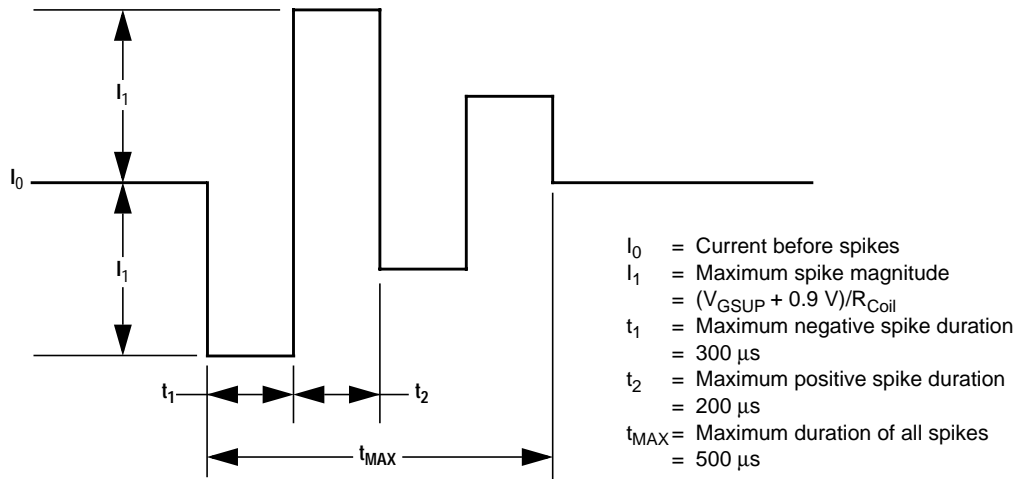 I₁
I₀
I₁
t₁
t₂
tMAX
I₀ = Current before spikes
I₁ = Maximum spike magnitude
= (VGSUP + 0.9 V)/RCoil
t₁ = Maximum negative spike duration
= 300 μs
t₂ = Maximum positive spike duration
= 200 μs
tMAX = Maximum duration of all spikes
= 500 μs